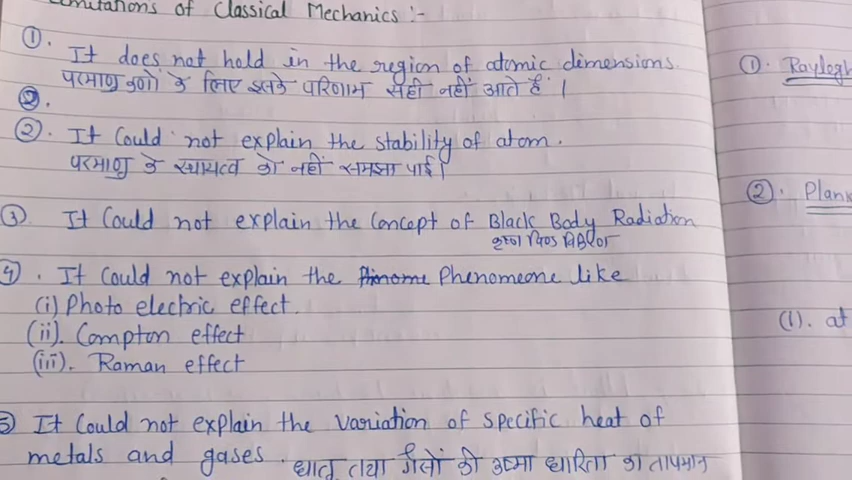 Limitations of Classical Mechanics :-
①. It does not hold in the region of atomic dimensions.
परमाणु कणों के लिए इसके परिणाम सही नहीं आते हैं ।
②.
②. It Could not explain the stability of atom.
परमाणु के स्थायत्व को नहीं समझा पाई।
③ It Could not explain the Concept of Black Body Radiation
कृष्ण पिण्ड विकिरण
④. It Could not explain the Phenomeone like
(i) Photo electric effect.
(ii). Compton effect
(iii). Raman effect
⑤ It Could not explain the variation of specific heat of
metals and gases. धातु तथा गैसों की उष्मा धारिता का तापमान
①. Raylegh
②. Plank
(1). at